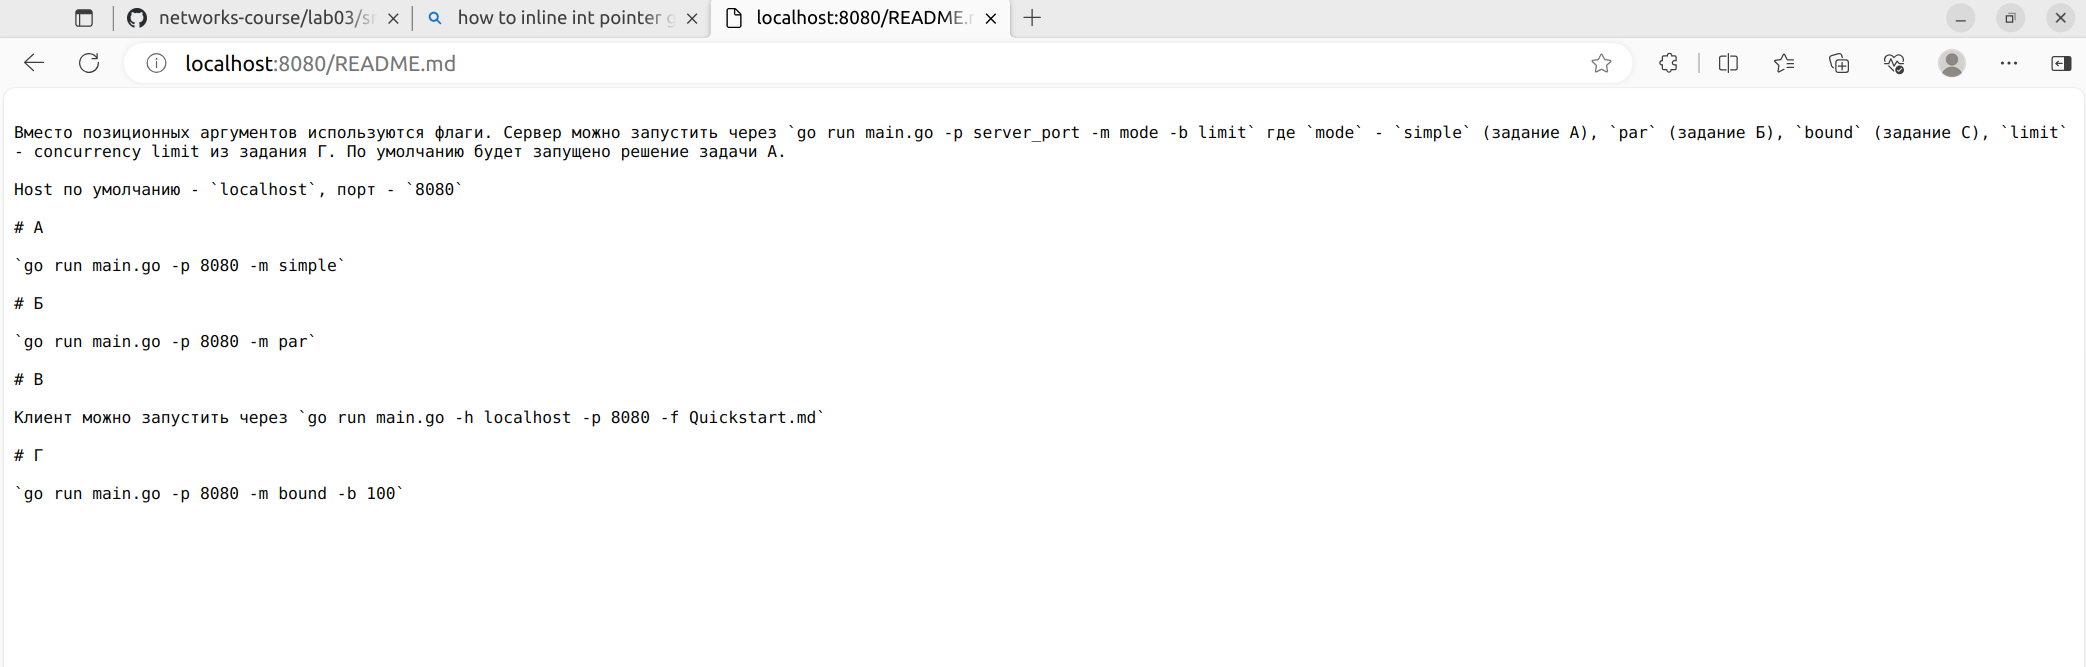 networks-course/lab03/s
how to inline int pointer
localhost:8080/README.
localhost:8080/README.md
Вместо позиционных аргументов используются флаги. Сервер можно запустить через `go run main.go -p server_port -m mode -b limit` где `mode` - `simple` (задание А), `par` (задание Б), `bound` (задание С), `limit`
- concurrency limit из задания Г. По умолчанию будет запущено решение задачи А.
Host по умолчанию - `localhost`, порт - `8080`
# А
`go run main.go -p 8080 -m simple`
# Б
`go run main.go -p 8080 -m par`
# В
Клиент можно запустить через `go run main.go -h localhost -p 8080 -f Quickstart.md`
# Г
`go run main.go -p 8080 -m bound -b 100`